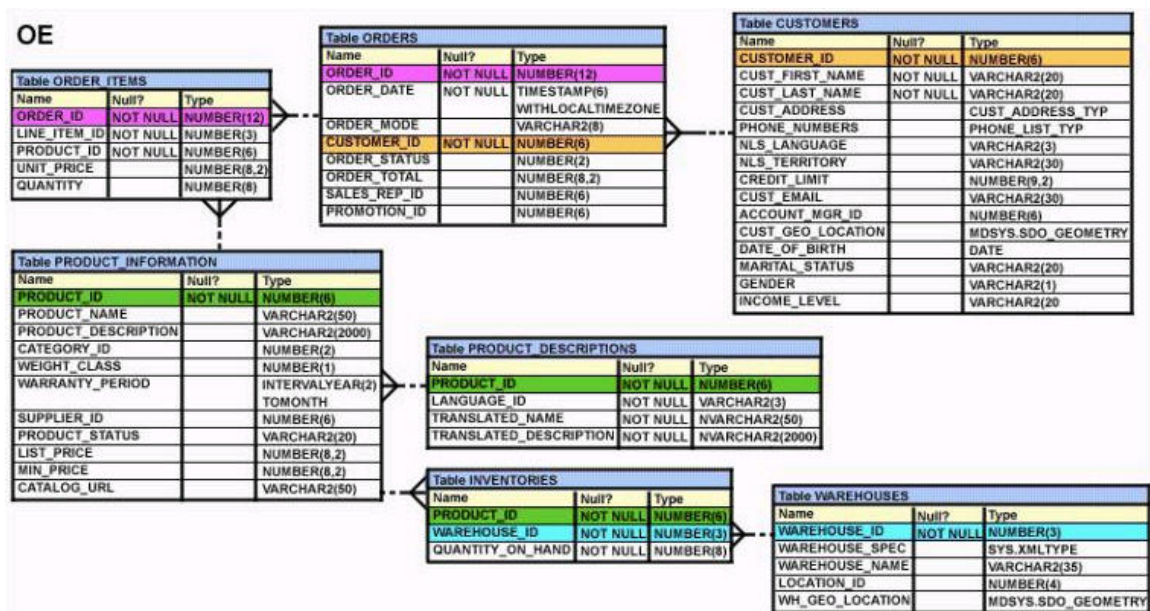 OE
Table ORDER_ITEMS
Name Null? Type
ORDER_ID NOT NULL NUMBER(12)
LINE_ITEM_ID NOT NULL NUMBER(3)
PRODUCT_ID NOT NULL NUMBER(6)
UNIT_PRICE NUMBER(8,2)
QUANTITY NUMBER(8)
Table ORDERS
Name Null? Type
ORDER_ID NOT NULL NUMBER(12)
ORDER_DATE NOT NULL TIMESTAMP(6)
WITHLOCALTIMEZONE
ORDER_MODE VARCHAR2(8)
CUSTOMER_ID NOT NULL NUMBER(6)
ORDER_STATUS NUMBER(2)
ORDER_TOTAL NUMBER(8,2)
SALES_REP_ID NUMBER(6)
PROMOTION_ID NUMBER(6)
Table CUSTOMERS
Name Null? Type
CUSTOMER_ID NOT NULL NUMBER(6)
CUST_FIRST_NAME NOT NULL VARCHAR2(20)
CUST_LAST_NAME NOT NULL VARCHAR2(20)
CUST_ADDRESS CUST_ADDRESS_TYP
PHONE_NUMBERS PHONE_LIST_TYP
NLS_LANGUAGE VARCHAR2(3)
NLS_TERRITORY VARCHAR2(30)
CREDIT_LIMIT NUMBER(9,2)
CUST_EMAIL VARCHAR2(30)
ACCOUNT_MGR_ID NUMBER(6)
CUST_GEO_LOCATION MDSYS.SDO_GEOMETRY
DATE_OF_BIRTH DATE
MARITAL_STATUS VARCHAR2(20)
GENDER VARCHAR2(1)
INCOME_LEVEL VARCHAR2(20
Table PRODUCT_INFORMATION
Name Null? Type
PRODUCT_ID NOT NULL NUMBER(6)
PRODUCT_NAME VARCHAR2(50)
PRODUCT_DESCRIPTION VARCHAR2(2000)
CATEGORY_ID NUMBER(2)
WEIGHT_CLASS NUMBER(1)
WARRANTY_PERIOD INTERVALYEAR(2)
TOMONTH
SUPPLIER_ID NUMBER(6)
PRODUCT_STATUS VARCHAR2(20)
LIST_PRICE NUMBER(8,2)
MIN_PRICE NUMBER(8,2)
CATALOG_URL VARCHAR2(50)
Table PRODUCT_DESCRIPTIONS
Name Null? Type
PRODUCT_ID NOT NULL NUMBER(6)
LANGUAGE_ID NOT NULL VARCHAR2(3)
TRANSLATED_NAME NOT NULL NVARCHAR2(50)
TRANSLATED_DESCRIPTION NOT NULL NVARCHAR2(2000)
Table INVENTORIES
Name Null? Type
PRODUCT_ID NOT NULL NUMBER(6)
WAREHOUSE_ID NOT NULL NUMBER(3)
QUANTITY_ON_HAND NOT NULL NUMBER(8)
Table WAREHOUSES
Name Null? Type
WAREHOUSE_ID NOT NULL NUMBER(3)
WAREHOUSE_SPEC SYS.XMLTYPE
WAREHOUSE_NAME VARCHAR2(35)
LOCATION_ID NUMBER(4)
WH_GEO_LOCATION MDSYS.SDO_GEOMETRY